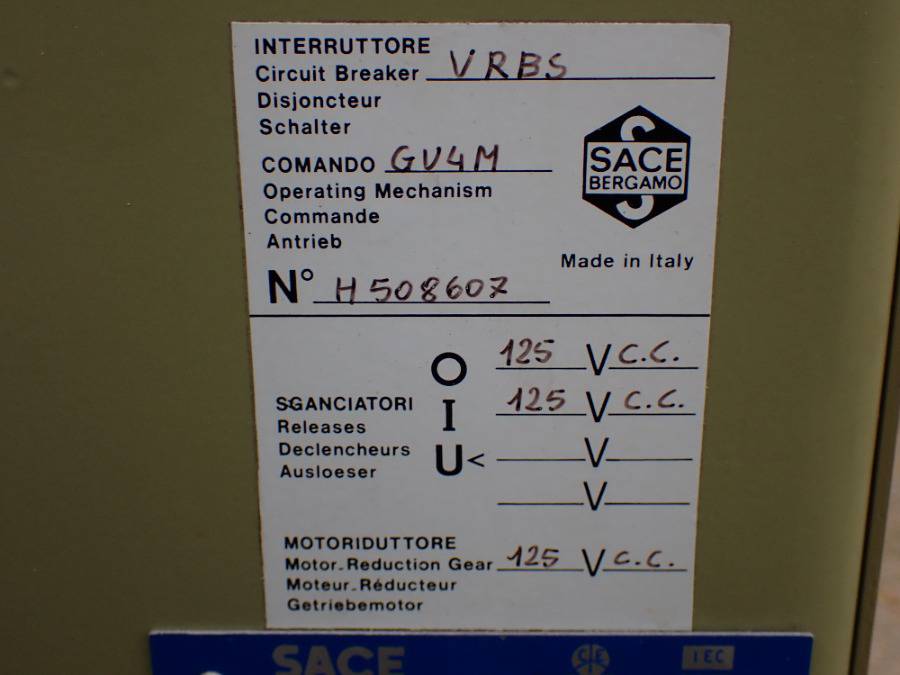 INTERRUTTORE
Circuit Breaker VRBS
Disjoncteur
Schalter
COMANDO GV4M
Operating Mechanism
Commande
Antrieb
S
SACE
BERGAMO
S
Made in Italy
N° H508607
O 125 V c.c.
SGANCIATORI I 125 V c.c.
Releases
Declencheurs U< V
Ausloeser
V
MOTORIDUTTORE
Motor-Reduction Gear 125 V c.c.
Moteur-Réducteur
Getriebemotor
SACE CE IEC